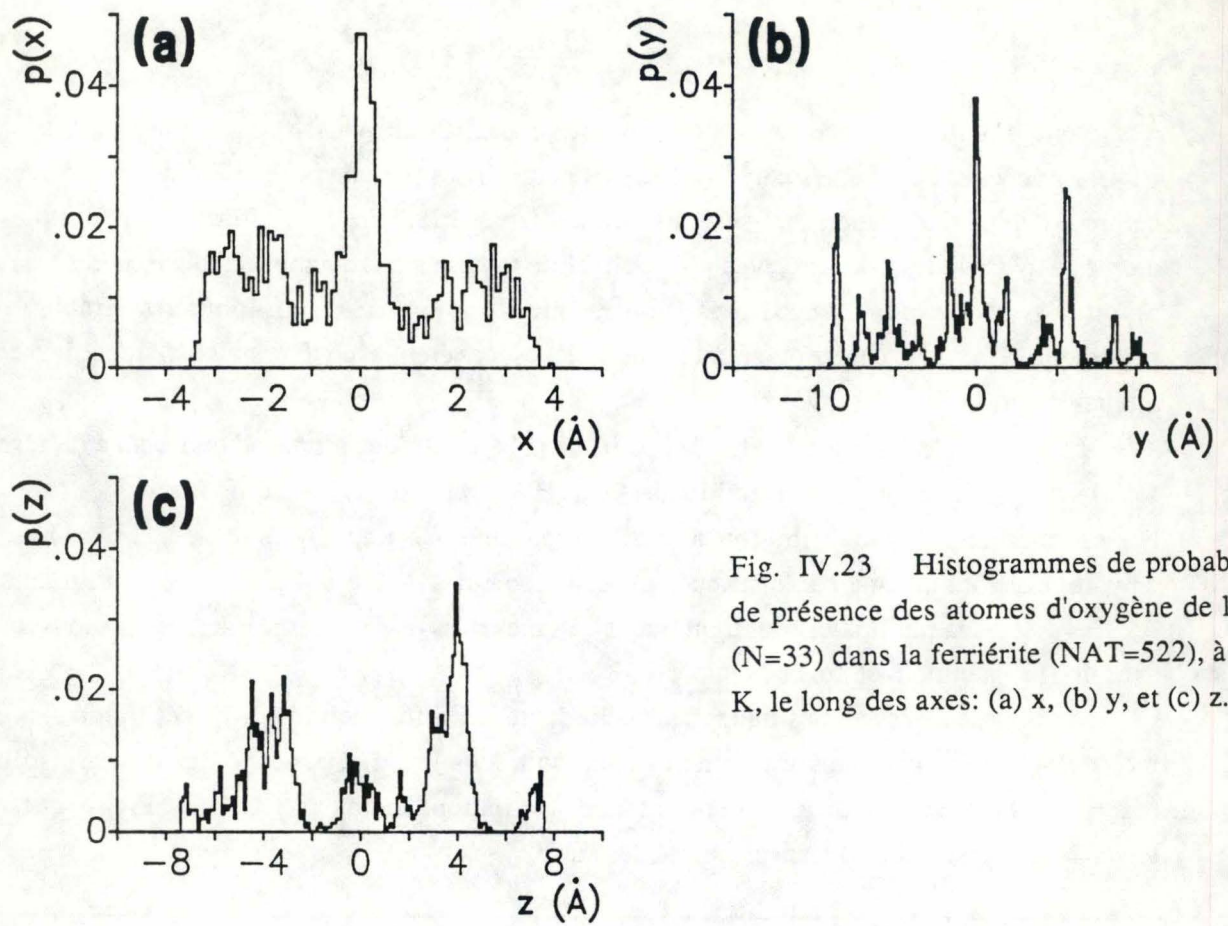 (a)
p(x)
.04
.02
0
−4 −2 0 2 4
x (Å)
(b)
p(y)
.04
.02
0
−10 0 10
y (Å)
(c)
p(z)
.04
.02
0
−8 −4 0 4 8
z (Å)
Fig. IV.23 Histogrammes de
de présence des atomes d'oxygène de
(N=33) dans la ferriérite (NAT=522), à
K, le long des axes: (a) x, (b) y, et (c) z.